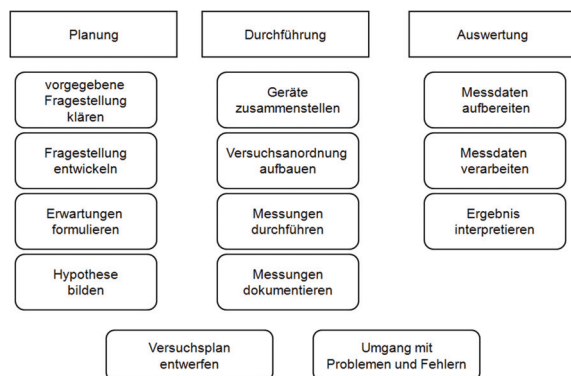 Planung
Durchführung
Auswertung
vorgegebene
Fragestellung
klären
Geräte
zusammenstellen
Messdaten
aufbereiten
Fragestellung
entwickeln
Versuchsanordnung
aufbauen
Messdaten
verarbeiten
Erwartungen
formulieren
Messungen
durchführen
Ergebnis
interpretieren
Hypothese
bilden
Messungen
dokumentieren
Versuchsplan
entwerfen
Umgang mit
Problemen und Fehlern